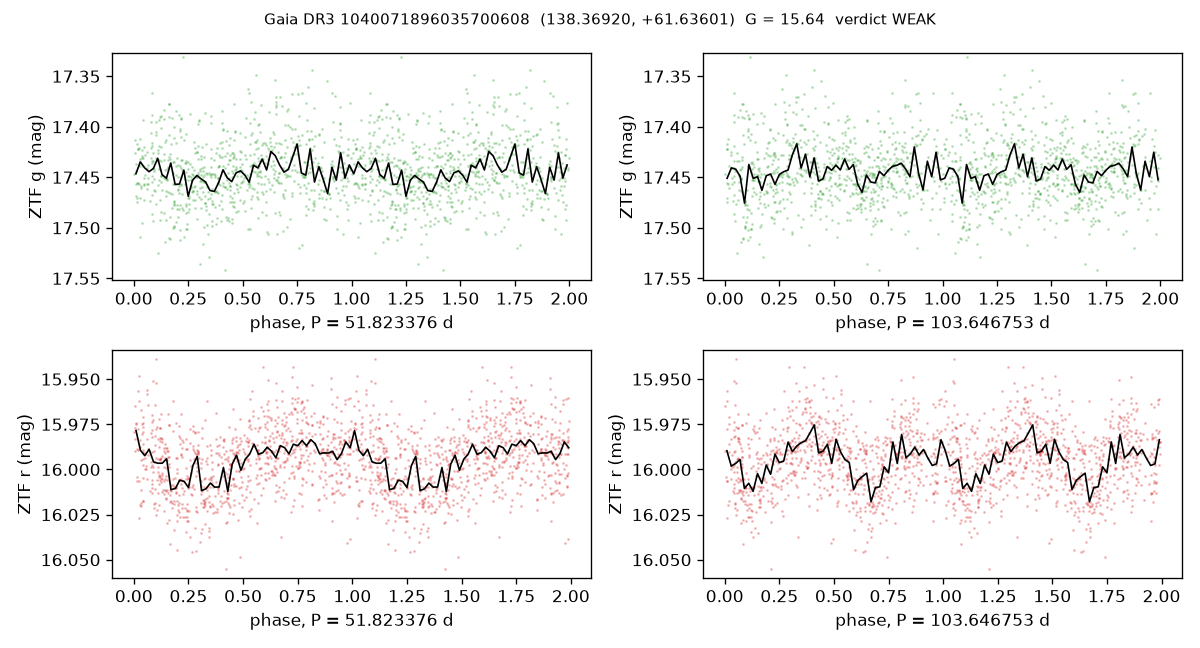 Gaia DR3 1040071896035700608  (138.36920, +61.63601)  G = 15.64  verdict WEAK
ZTF g (mag)
17.35
17.40
17.45
17.50
17.55
0.00 0.25 0.50 0.75 1.00 1.25 1.50 1.75 2.00
phase, P = 51.823376 d
ZTF g (mag)
17.35
17.40
17.45
17.50
17.55
0.00 0.25 0.50 0.75 1.00 1.25 1.50 1.75 2.00
phase, P = 103.646753 d
ZTF r (mag)
15.950
15.975
16.000
16.025
16.050
0.00 0.25 0.50 0.75 1.00 1.25 1.50 1.75 2.00
phase, P = 51.823376 d
ZTF r (mag)
15.950
15.975
16.000
16.025
16.050
0.00 0.25 0.50 0.75 1.00 1.25 1.50 1.75 2.00
phase, P = 103.646753 d